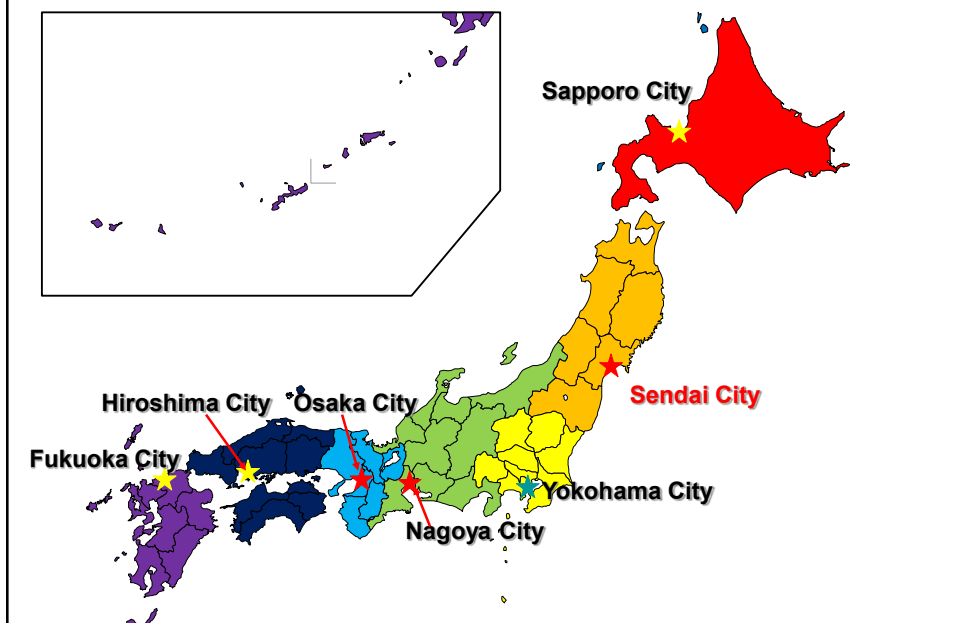 Sapporo City
Sendai City
Hiroshima City
Osaka City
Fukuoka City
Yokohama City
Nagoya City